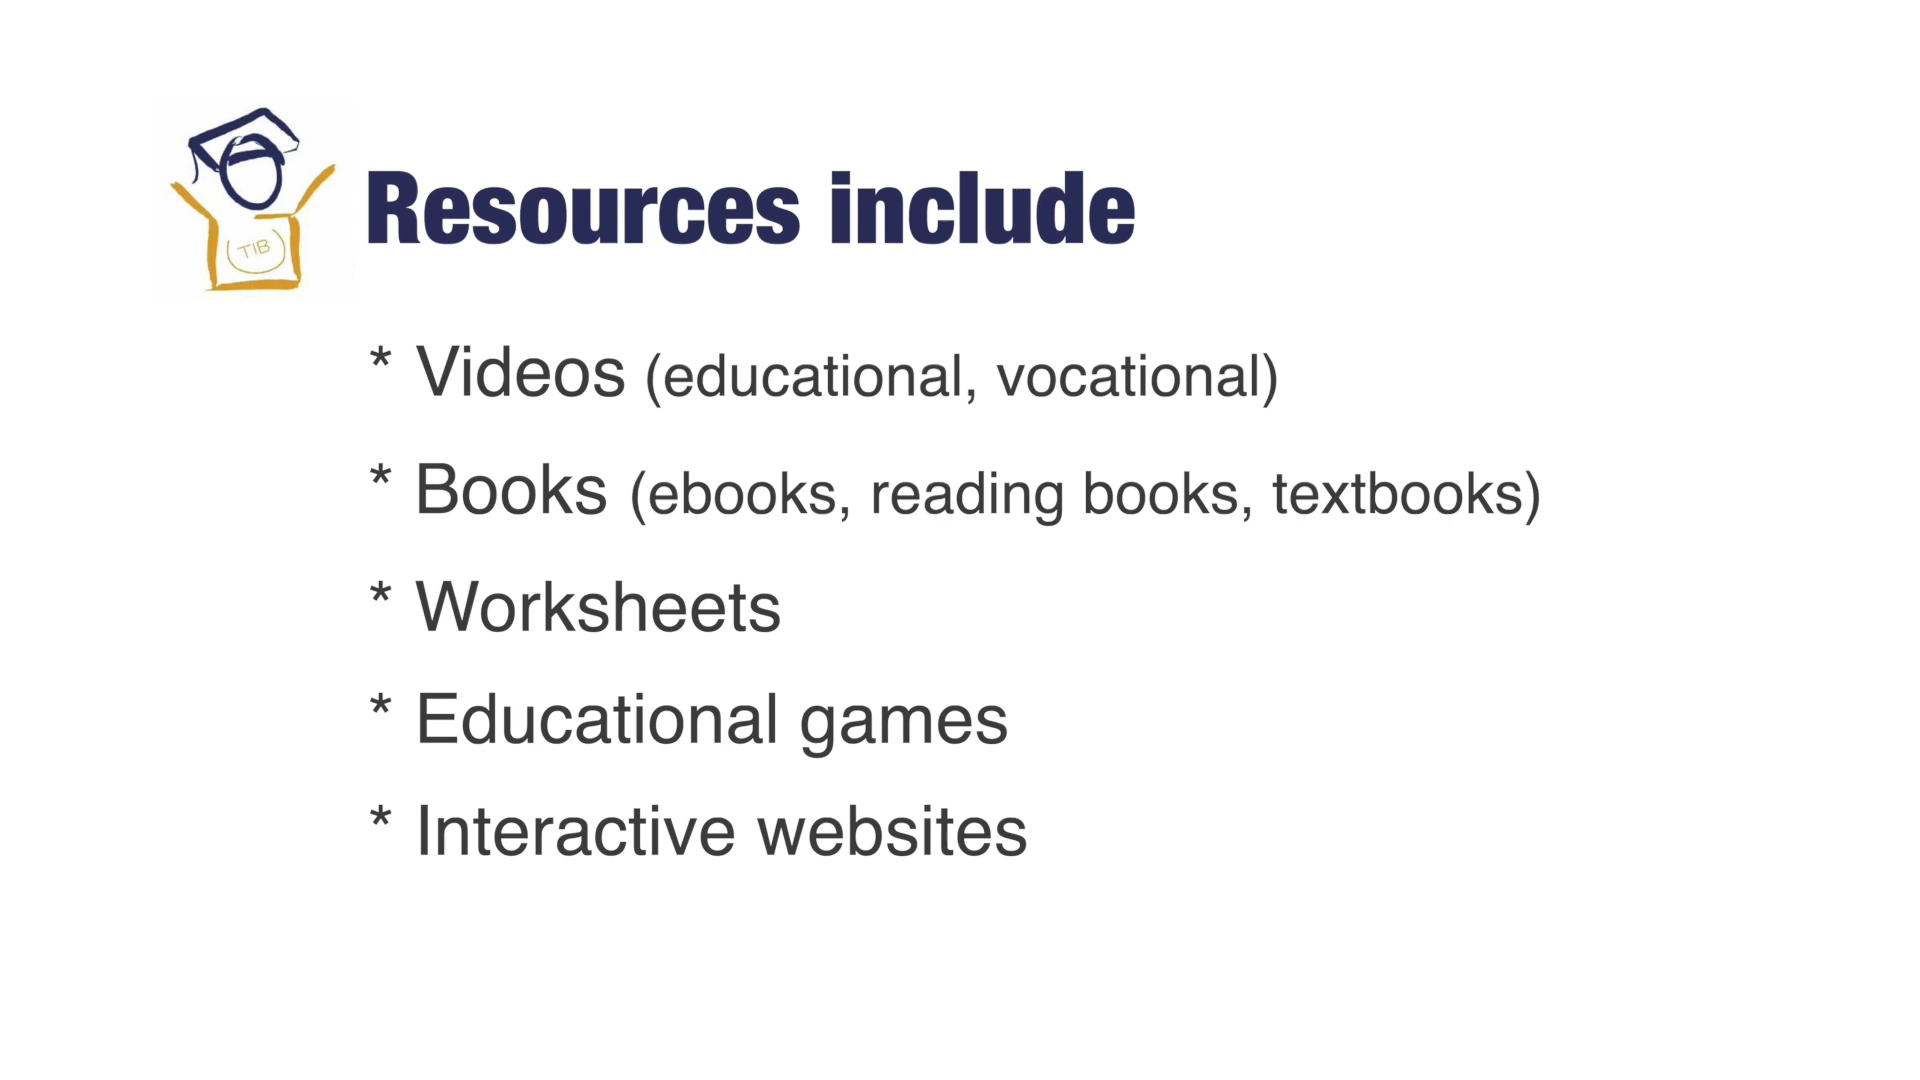 TIB
Resources include
* Videos (educational, vocational)
* Books (ebooks, reading books, textbooks)
* Worksheets
* Educational games
* Interactive websites